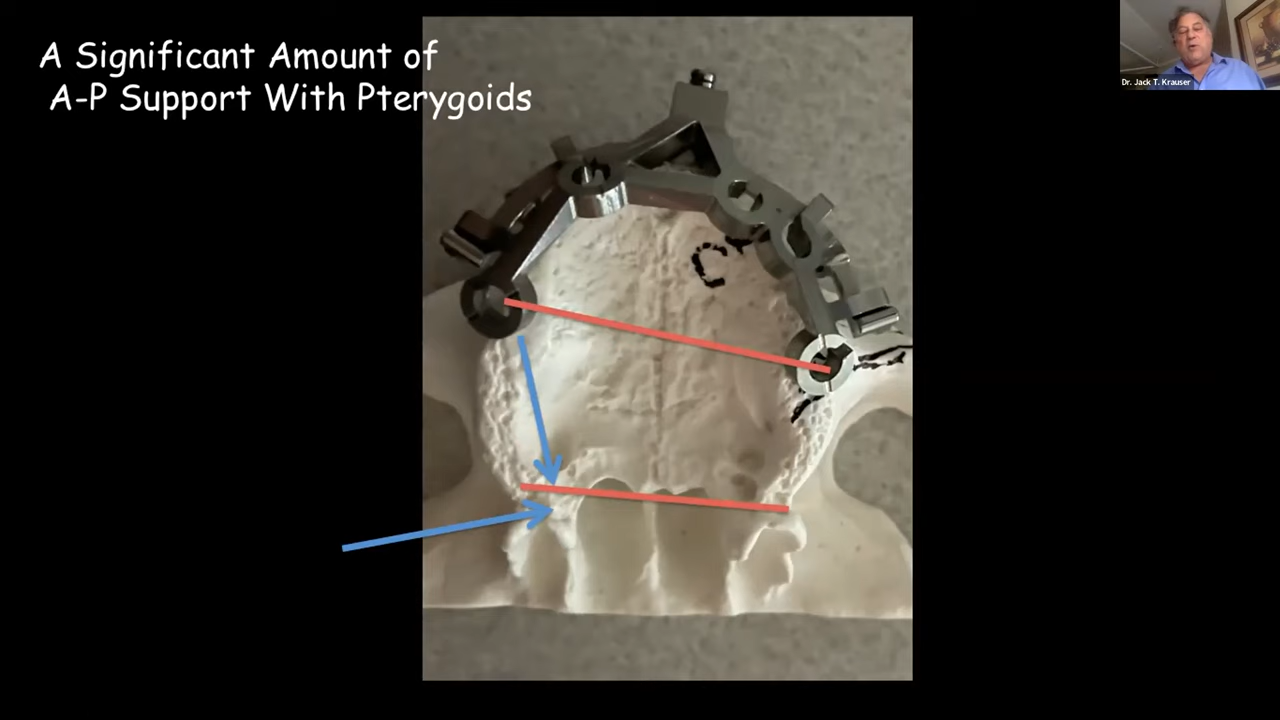 A Significant Amount of
A-P Support With Pterygoids
Dr. Jack T. Krauser